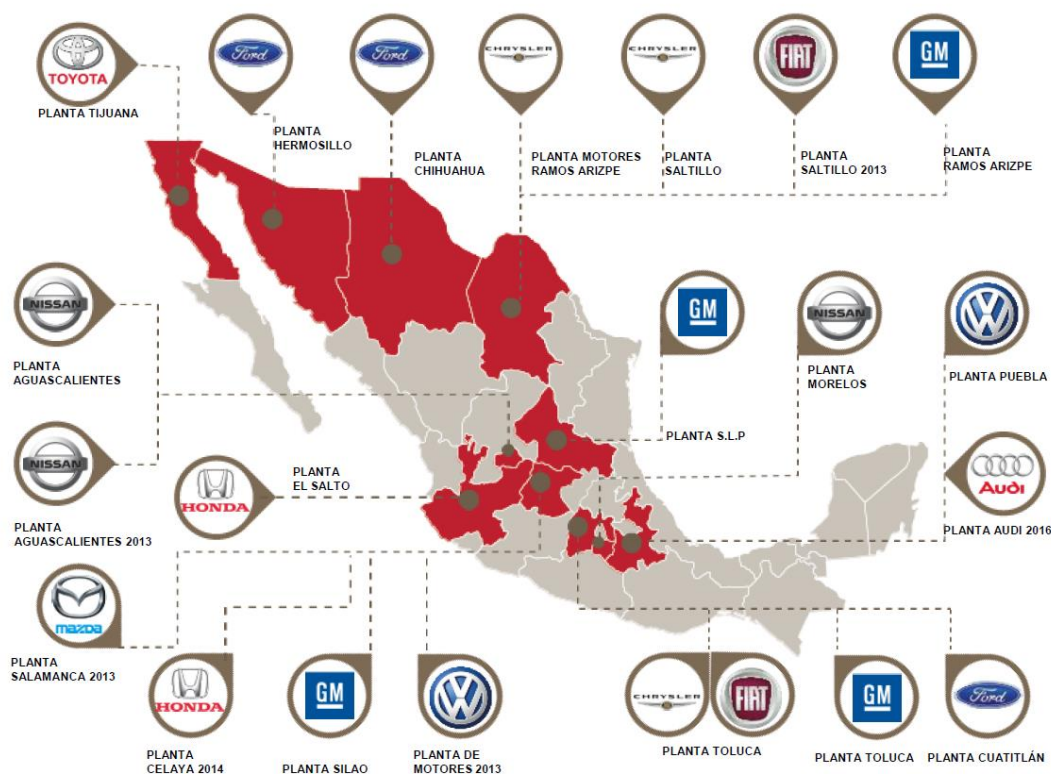 TOYOTA
PLANTA TIJUANA
Ford
PLANTA
HERMOSILLO
Ford
PLANTA
CHIHUAHUA
CHRYSLER
PLANTA MOTORES
RAMOS ARIZPE
CHRYSLER
PLANTA
SALTILLO
FIAT
PLANTA
SALTILLO 2013
GM
PLANTA
RAMOS ARIZPE
NISSAN
PLANTA
AGUASCALIENTES
GM
PLANTA S.L.P
NISSAN
PLANTA
MORELOS
VW
PLANTA PUEBLA
NISSAN
PLANTA
AGUASCALIENTES 2013
HONDA
PLANTA
EL SALTO
Audi
PLANTA AUDI 2016
mazda
PLANTA
SALAMANCA 2013
HONDA
PLANTA
CELAYA 2014
GM
PLANTA SILAO
VW
PLANTA DE
MOTORES 2013
CHRYSLER
FIAT
PLANTA TOLUCA
GM
PLANTA TOLUCA
Ford
PLANTA CUATITLÁN